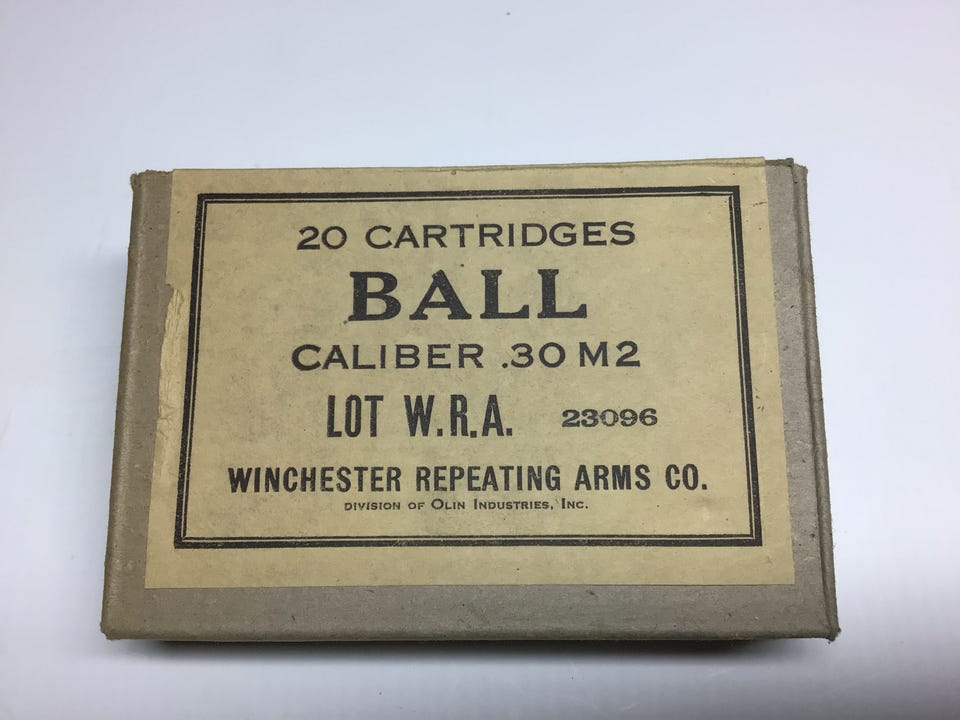 20 CARTRIDGES
BALL
CALIBER .30 M2
LOT W.R.A. 23096
WINCHESTER REPEATING ARMS CO.
DIVISION OF OLIN INDUSTRIES, INC.